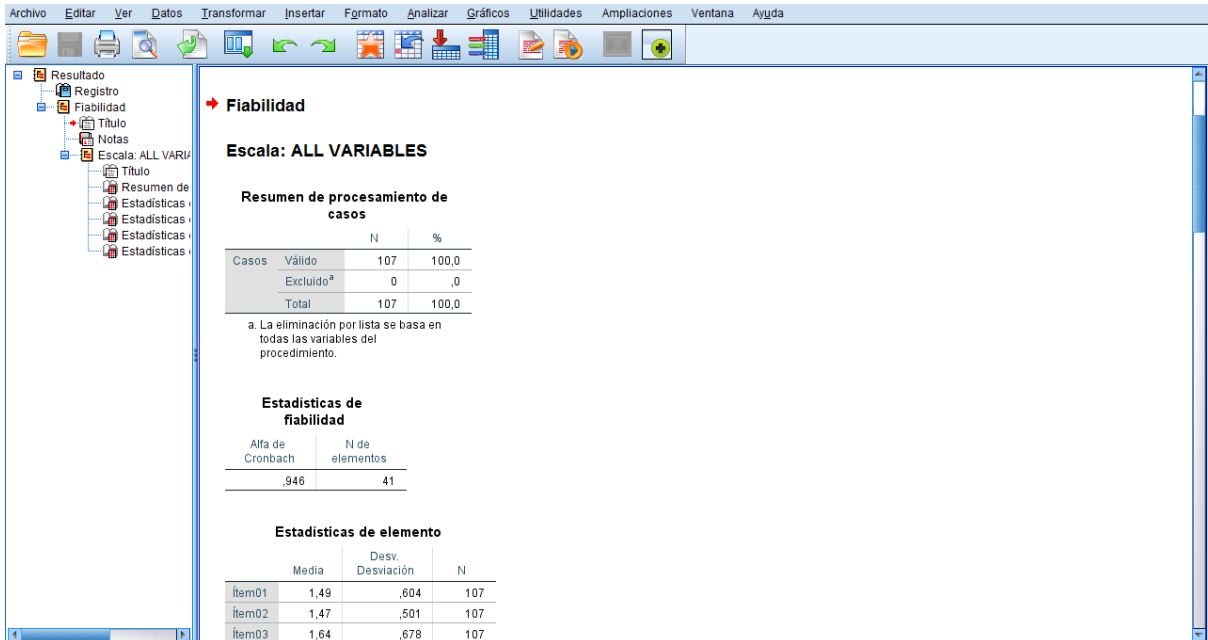 Archivo Editar Ver Datos Transformar Insertar Formato Analizar Gráficos Utilidades Ampliaciones Ventana Ayuda
Resultado
Registro
Fiabilidad
Título
Notas
Escala: ALL VARIA
Título
Resumen de
Estadísticas
Estadísticas
Estadísticas
Estadísticas
Fiabilidad
Escala: ALL VARIABLES
Resumen de procesamiento de
casos
N %
Casos Válido 107 100,0
Excluido a 0 ,0
Total 107 100,0
a. La eliminación por lista se basa en
todas las variables del
procedimiento.
Estadísticas de
fiabilidad
Alfa de N de
Cronbach elementos
,946 41
Estadísticas de elemento
Desv.
Media Desviación N
Ítem01 1,49 ,604 107
Ítem02 1,47 ,501 107
Ítem03 1,64 ,678 107